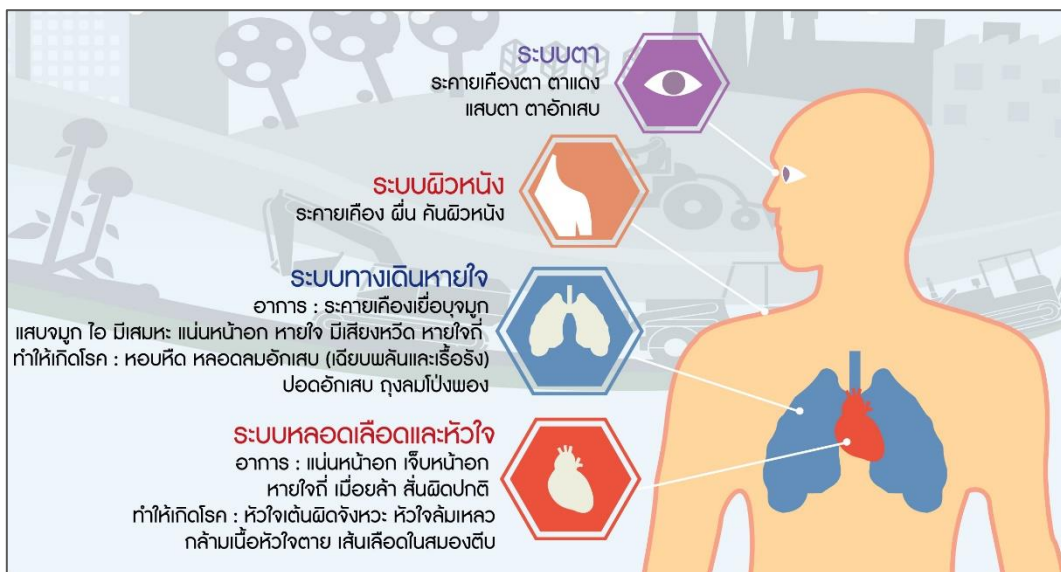 ระบบตา
ระคายเคืองตา ตาแดง
แสบตา ตาอักเสบ
ระบบผิวหนัง
ระคายเคือง ผื่น คันผิวหนัง
ระบบทางเดินหายใจ
อาการ : ระคายเคืองเยื่อบุจมูก
แสบจมูก ไอ มีเสมหะ แน่นหน้าอก หายใจ มีเสียงหวีด หายใจถี่
ทำให้เกิดโรค : หอบหืด หลอดลมอักเสบ (เฉียบพลันและเรื้อรัง)
ปอดอักเสบ ถุงลมโป่งพอง
ระบบหลอดเลือดและหัวใจ
อาการ : แน่นหน้าอก เจ็บหน้าอก
หายใจถี่ เมื่อยล้า สั่นผิดปกติ
ทำให้เกิดโรค : หัวใจเต้นผิดจังหวะ หัวใจล้มเหลว
กล้ามเนื้อหัวใจตาย เส้นเลือดในสมองตีบ